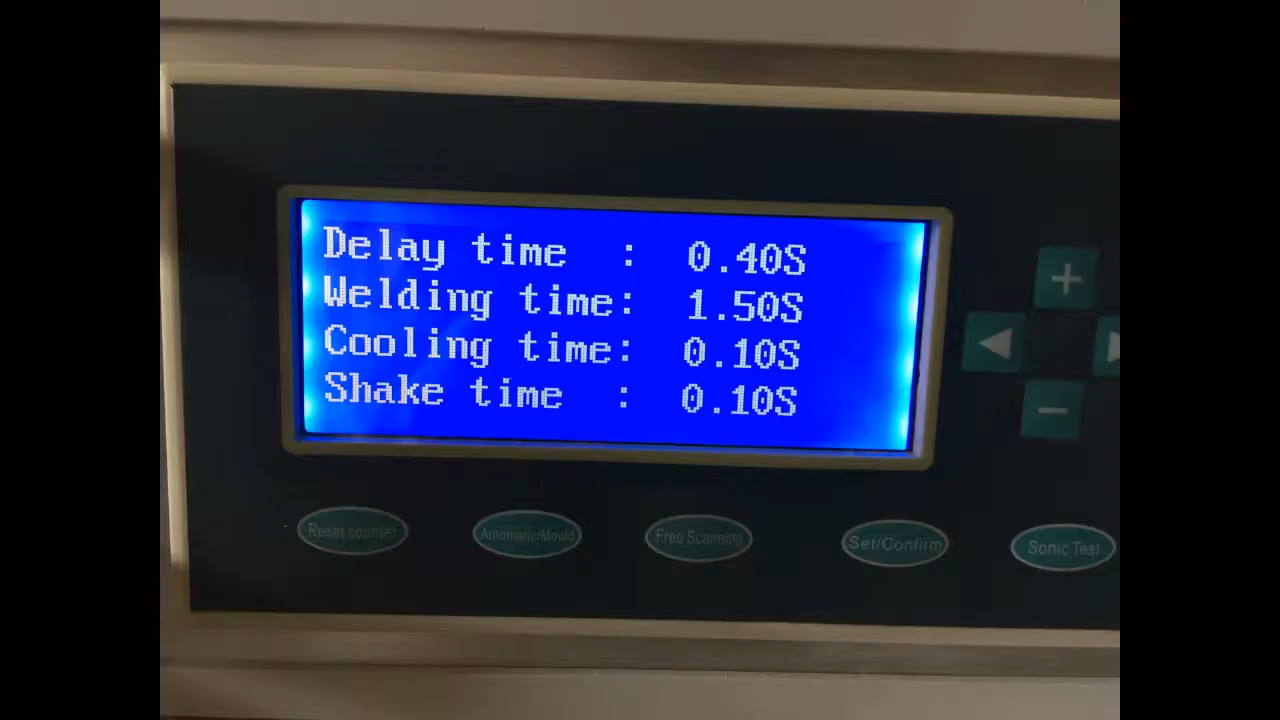 Delay time : 0.40S
Welding time: 1.50S
Cooling time: 0.10S
Shake time : 0.10S
+
-
Reset counter
Automatic/Mould
Freq Scanning
Set/Confirm
Sonic Test